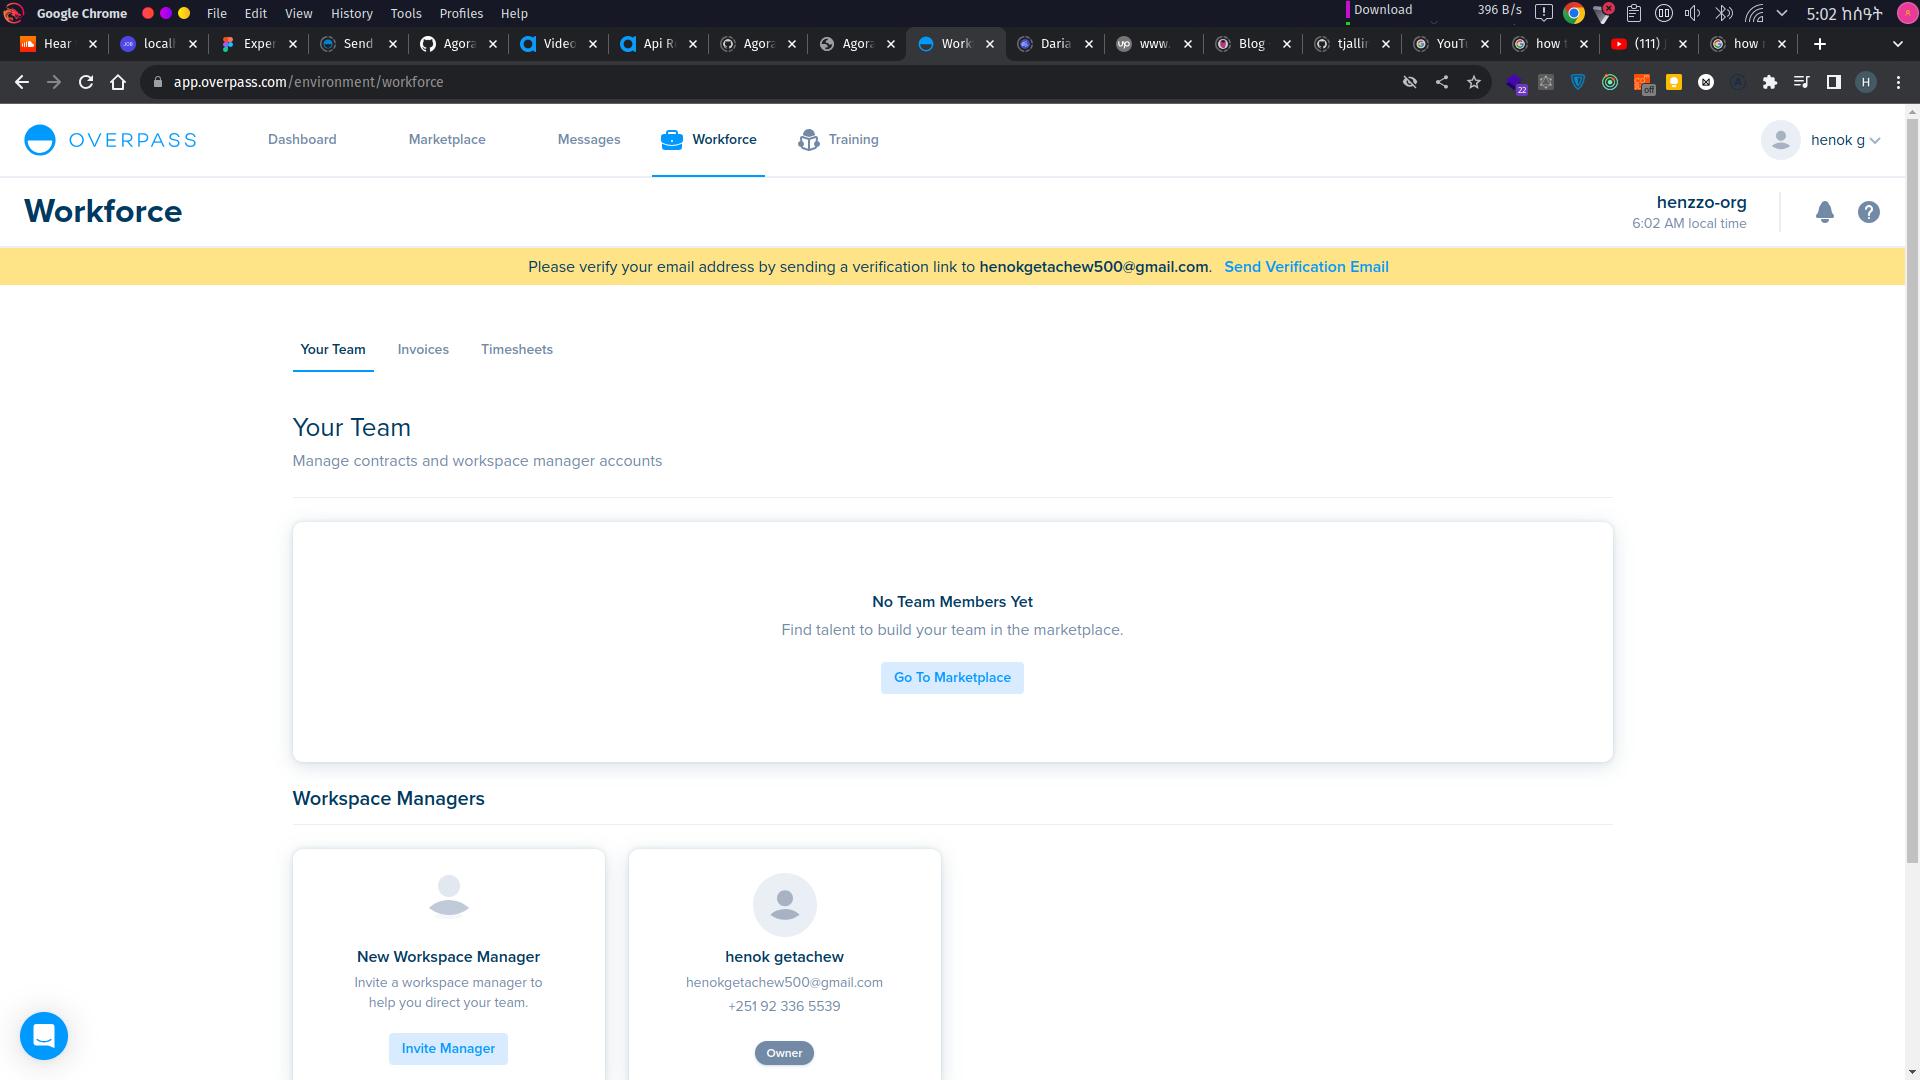 Google Chrome File Edit View History Tools Profiles Help Download 396 B/s 5:02 ከሰዓት
Hear locall Exper Send Agora Video Api R Agora Agora Work Daria www. Blog tjallir YouTu how t (111) how
app.overpass.com/environment/workforce 22 off H
OVERPASS Dashboard Marketplace Messages Workforce Training henok g
Workforce
henzzo-org
6:02 AM local time
Please verify your email address by sending a verification link to henokgetachew500@gmail.com. Send Verification Email
Your Team Invoices Timesheets
Your Team
Manage contracts and workspace manager accounts
No Team Members Yet
Find talent to build your team in the marketplace.
Go To Marketplace
Workspace Managers
New Workspace Manager
Invite a workspace manager to
help you direct your team.
Invite Manager
henok getachew
henokgetachew500@gmail.com
+251 92 336 5539
Owner